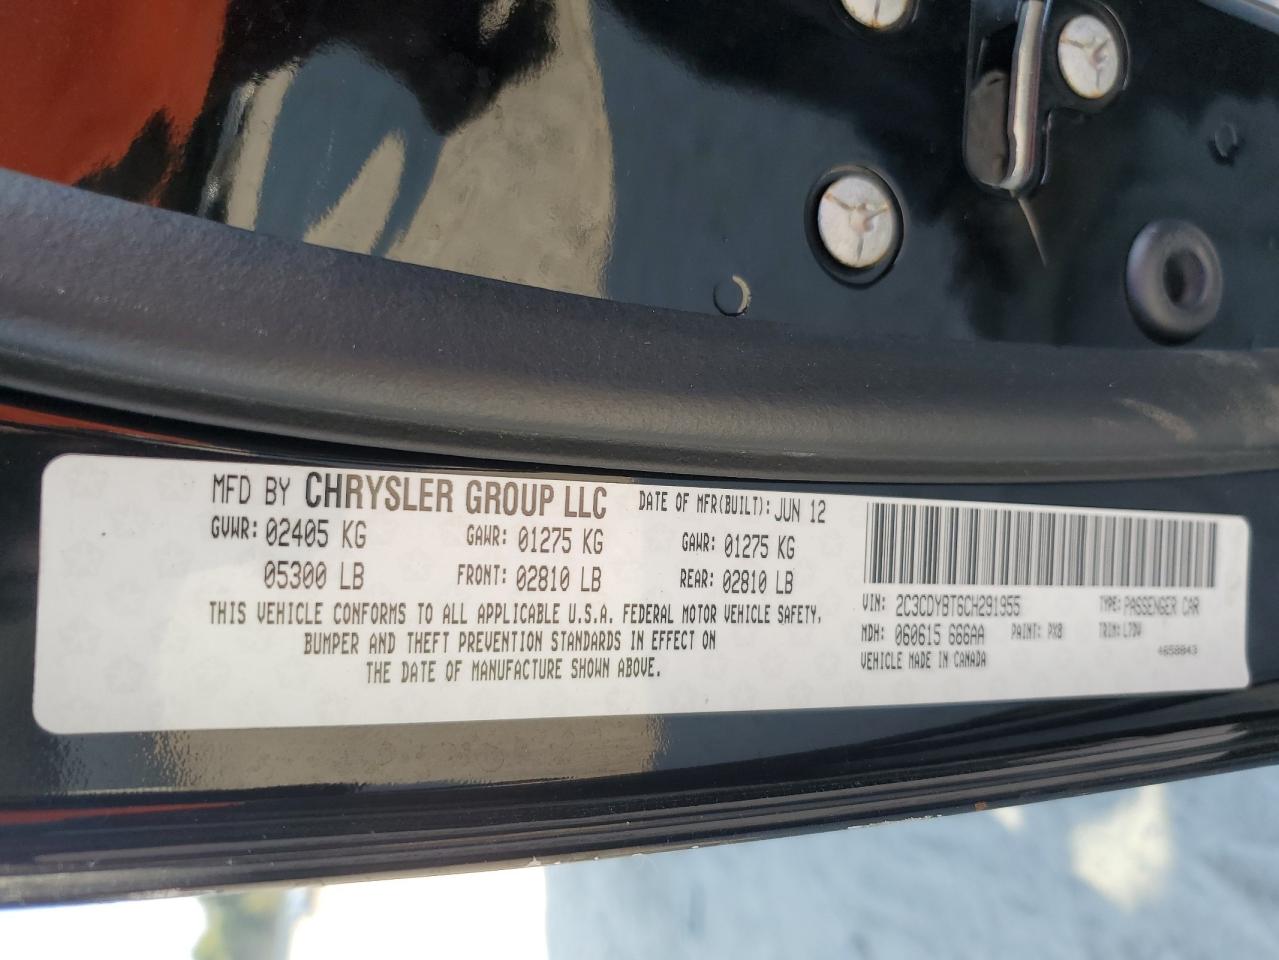 MFD BY CHRYSLER GROUP LLC DATE OF MFR(BUILT): JUN 12
GVWR: 02405 KG GAWR: 01275 KG GAWR: 01275 KG
05300 LB FRONT: 02810 LB REAR: 02810 LB
THIS VEHICLE CONFORMS TO ALL APPLICABLE U.S.A. FEDERAL MOTOR VEHICLE SAFETY,
BUMPER AND THEFT PREVENTION STANDARDS IN EFFECT ON
THE DATE OF MANUFACTURE SHOWN ABOVE.
VIN: 2C3CDYBT6CH291955 TYPE: PASSENGER CAR
MDH: 060615 666AA PAINT: PX8 TRIM: L7DV
VEHICLE MADE IN CANADA 4658843